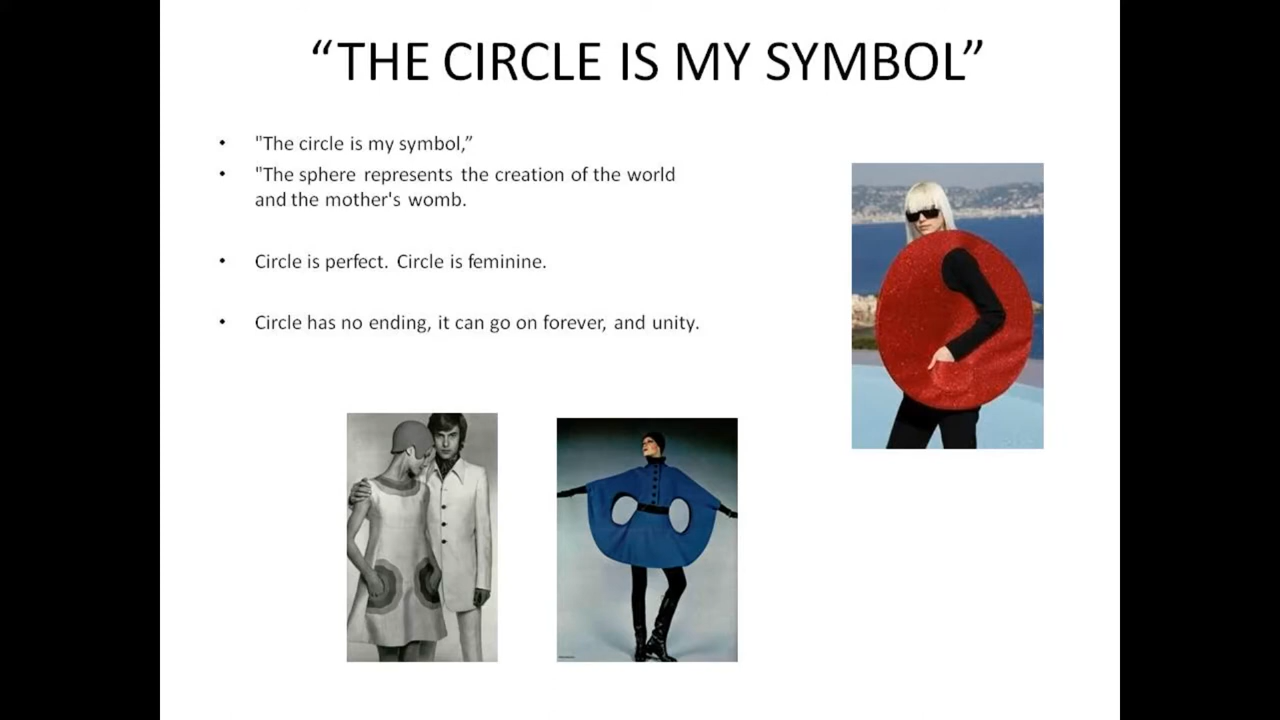 “THE CIRCLE IS MY SYMBOL”
• "The circle is my symbol,”
• "The sphere represents the creation of the world
and the mother's womb.
• Circle is perfect. Circle is feminine.
• Circle has no ending, it can go on forever, and unity.